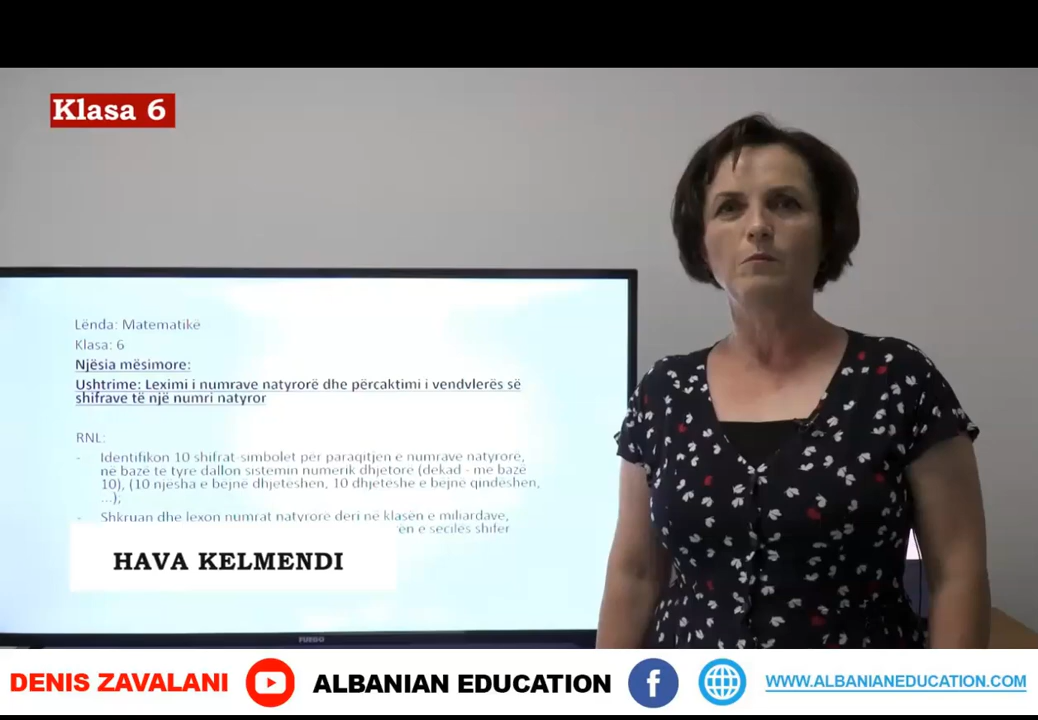 Klasa 6
Lënda: Matematikë
Klasa: 6
Njësia mësimore:
Ushtrime: Leximi i numrave natyrorë dhe përcaktimi i vendvlerës së
shifrave të një numri natyror
RNL:
- Identifikon 10 shifrat-simbolet për paraqitjen e numrave natyrorë,
në bazë të tyre dallon sistemin numerik dhjetorë (dekad - me bazë
10), (10 njësha e bëjnë dhjetëshen, 10 dhjetëshe e bëjnë qindëshen,
...),
- Shkruan dhe lexon numrat natyrorë deri në klasën e miliardave,
ën e secilës shifër
HAVA KELMENDI
FUEGO
DENIS ZAVALANI
ALBANIAN EDUCATION
f
WWW.ALBANIANEDUCATION.COM